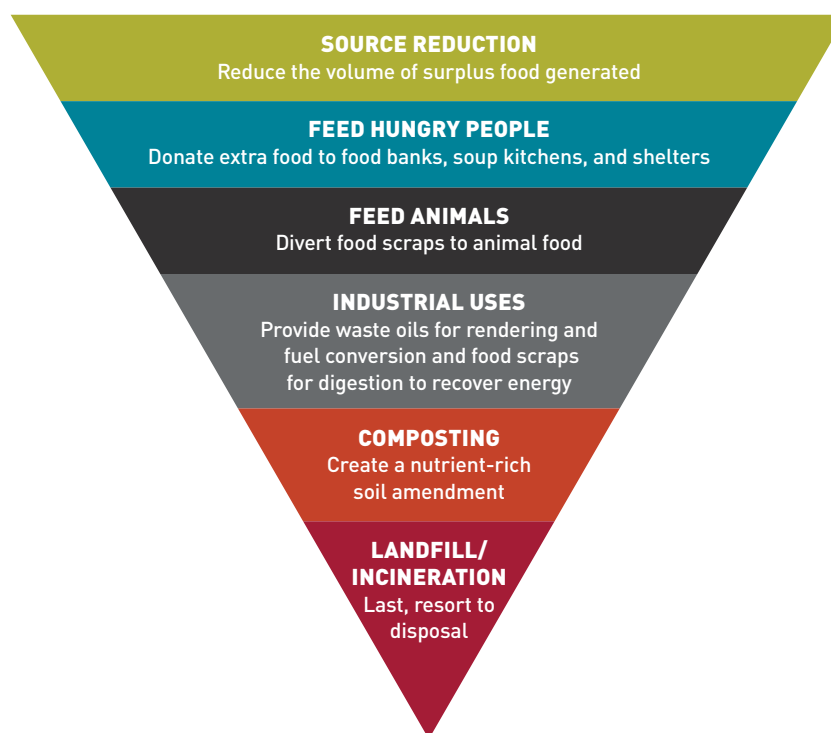 SOURCE REDUCTION
Reduce the volume of surplus food generated
FEED HUNGRY PEOPLE
Donate extra food to food banks, soup kitchens, and shelters
FEED ANIMALS
Divert food scraps to animal food
INDUSTRIAL USES
Provide waste oils for rendering and
fuel conversion and food scraps
for digestion to recover energy
COMPOSTING
Create a nutrient-rich
soil amendment
LANDFILL/
INCINERATION
Last, resort to
disposal